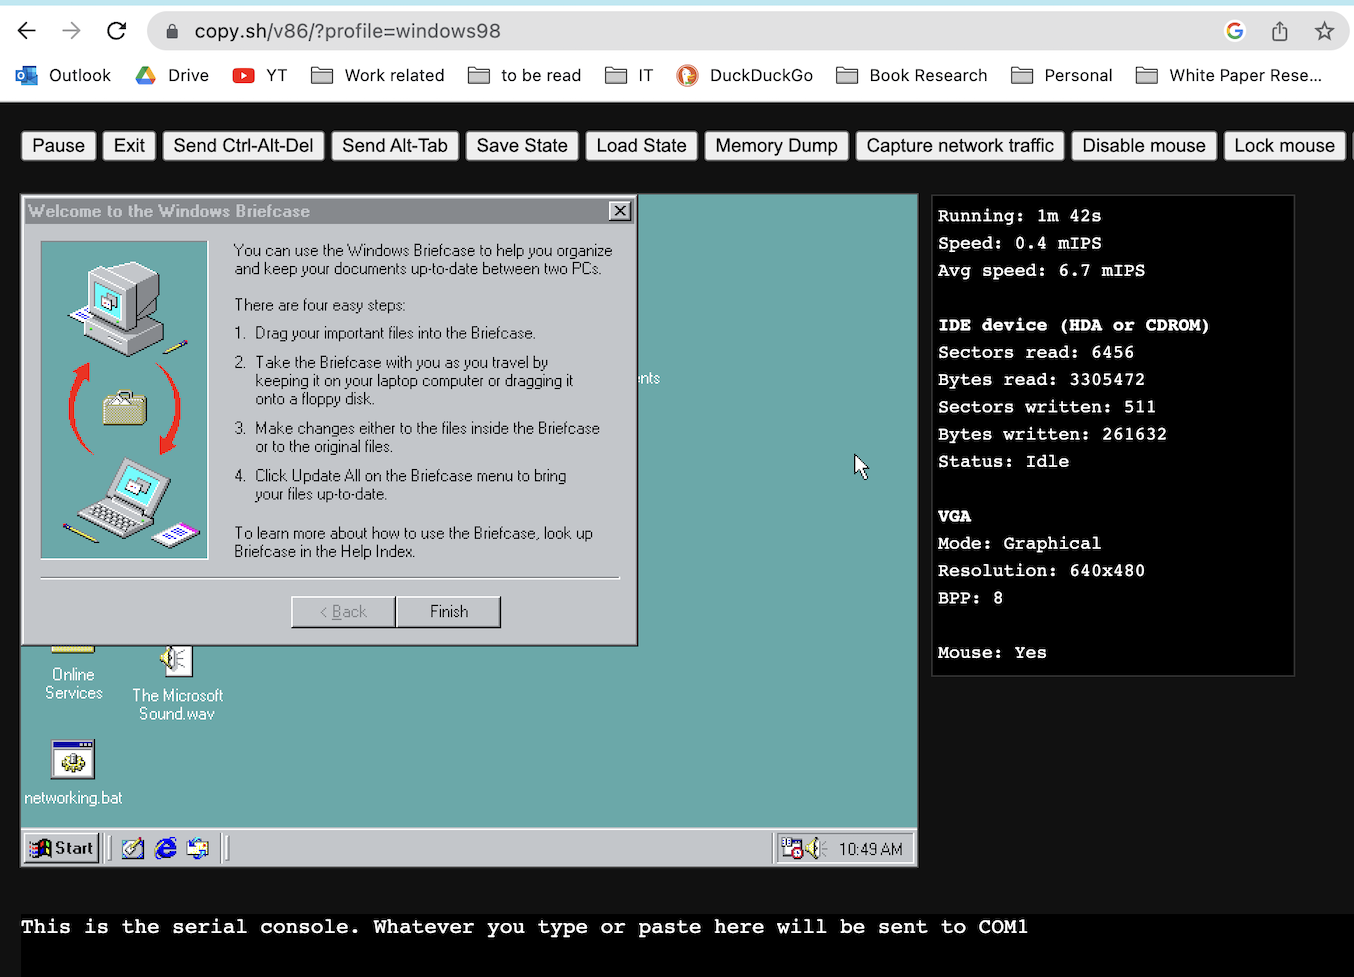 copy.sh/v86/?profile=windows98
Outlook Drive YT Work related to be read IT DuckDuckGo Book Research Personal White Paper Rese...
Pause Exit Send Ctrl-Alt-Del Send Alt-Tab Save State Load State Memory Dump Capture network traffic Disable mouse Lock mouse
Welcome to the Windows Briefcase
You can use the Windows Briefcase to help you organize
and keep your documents up-to-date between two PCs.
There are four easy steps:
1. Drag your important files into the Briefcase.
2. Take the Briefcase with you as you travel by
keeping it on your laptop computer or dragging it
onto a floppy disk.
3. Make changes either to the files inside the Briefcase
or to the original files.
4. Click Update All on the Briefcase menu to bring
your files up-to-date.
To learn more about how to use the Briefcase, look up
Briefcase in the Help Index.
< Back Finish
nts
Online
Services
The Microsoft
Sound.wav
networking.bat
Start
10:49 AM
Running: 1m 42s
Speed: 0.4 mIPS
Avg speed: 6.7 mIPS
IDE device (HDA or CDROM)
Sectors read: 6456
Bytes read: 3305472
Sectors written: 511
Bytes written: 261632
Status: Idle
VGA
Mode: Graphical
Resolution: 640x480
BPP: 8
Mouse: Yes
This is the serial console. Whatever you type or paste here will be sent to COM1